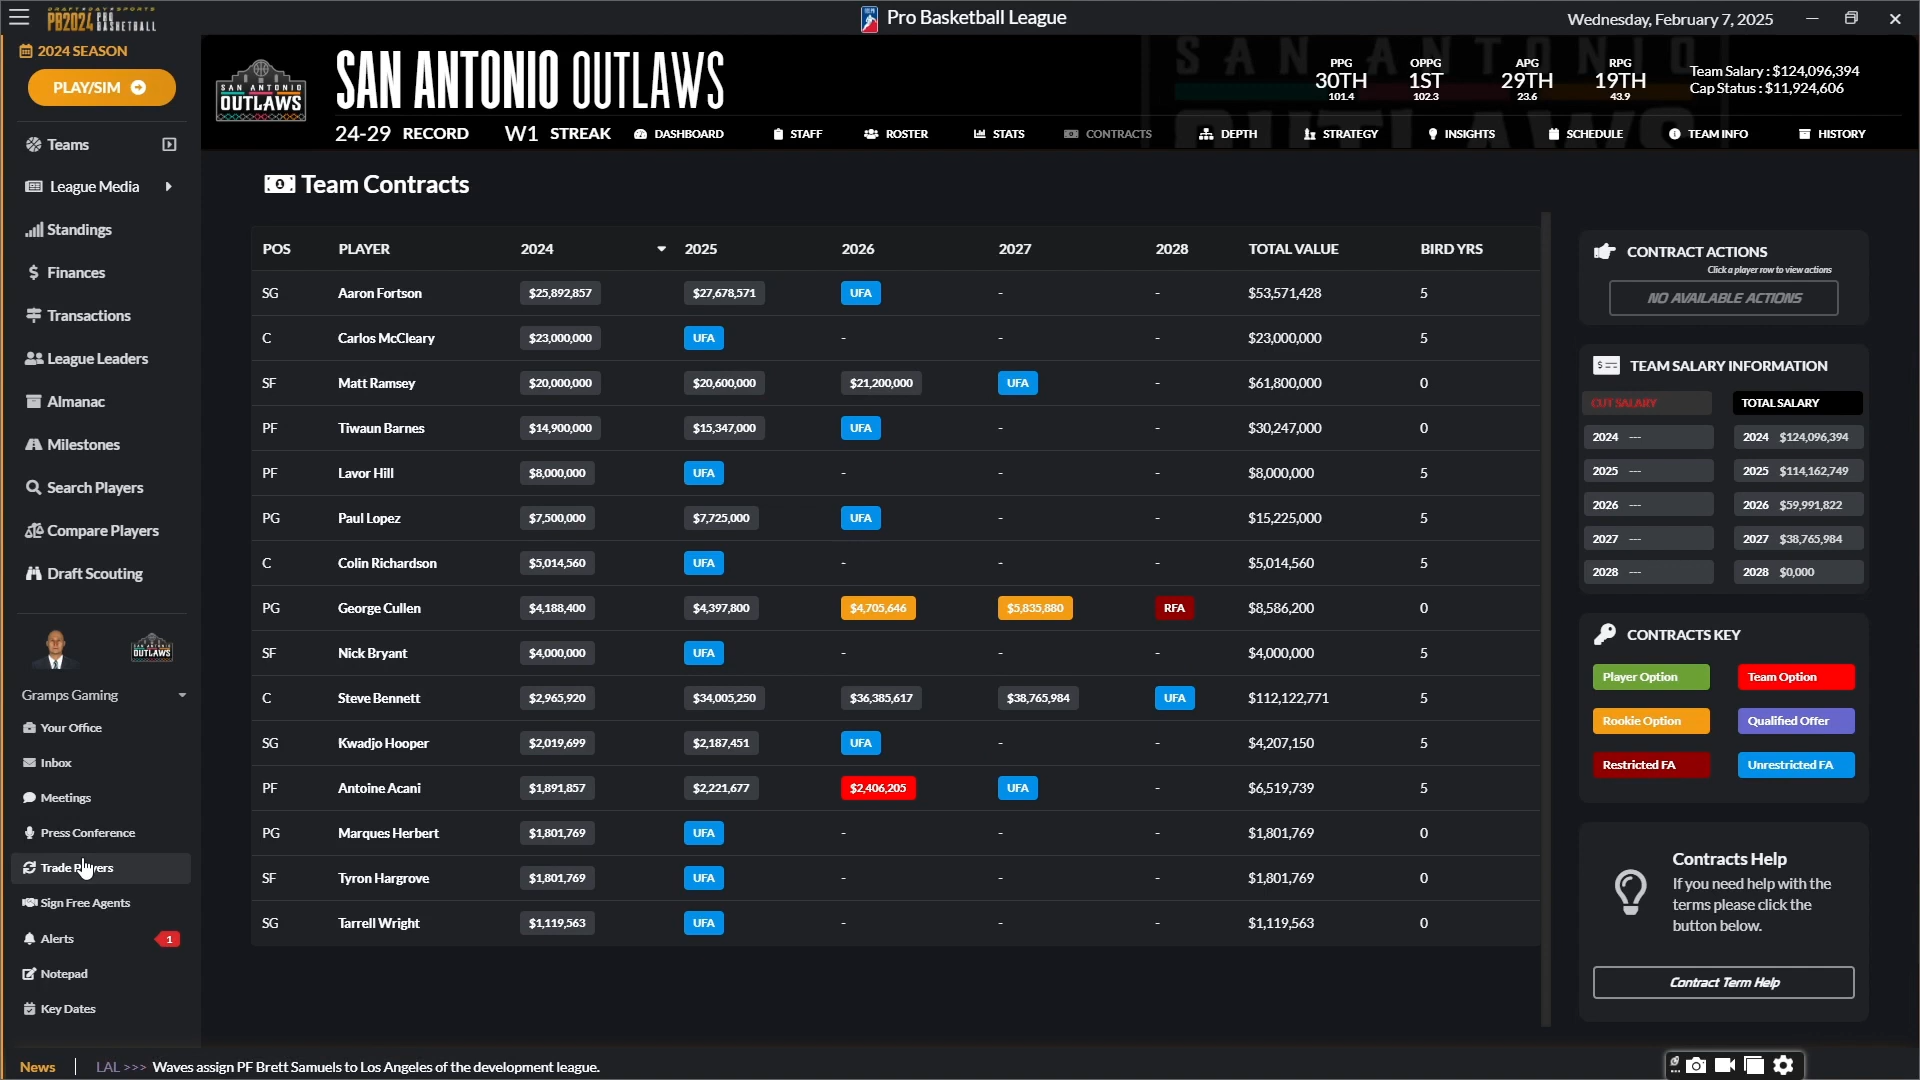 DRAFT DAY SPORTS
PB2024 PRO BASKETBALL
Pro Basketball League
Wednesday, February 7, 2025
2024 SEASON
PLAY/SIM
SAN ANTONIO OUTLAWS
SAN ANTONIO OUTLAWS
SAN ANTONIO
OUTLAWS
PPG
30TH
101.4
OPPG
1ST
102.3
APG
29TH
23.6
RPG
19TH
43.9
Team Salary : $124,096,394
Cap Status : $11,924,606
24-29 RECORD W1 STREAK
DASHBOARD STAFF ROSTER STATS CONTRACTS DEPTH STRATEGY INSIGHTS SCHEDULE TEAM INFO HISTORY
Teams
League Media
Standings
Finances
Transactions
League Leaders
Almanac
Milestones
Search Players
Compare Players
Draft Scouting
SAN ANTONIO OUTLAWS
Gramps Gaming
Your Office
Inbox
Meetings
Press Conference
Trade Players
Sign Free Agents
Alerts 1
Notepad
Key Dates
Team Contracts
POS PLAYER 2024 2025 2026 2027 2028 TOTAL VALUE BIRD YRS
SG Aaron Fortson $25,892,857 $27,678,571 UFA - - $53,571,428 5
C Carlos McCleary $23,000,000 UFA - - - $23,000,000 5
SF Matt Ramsey $20,000,000 $20,600,000 $21,200,000 UFA - $61,800,000 0
PF Tiwaun Barnes $14,900,000 $15,347,000 UFA - - $30,247,000 0
PF Lavor Hill $8,000,000 UFA - - - $8,000,000 5
PG Paul Lopez $7,500,000 $7,725,000 UFA - - $15,225,000 5
C Colin Richardson $5,014,560 UFA - - - $5,014,560 5
PG George Cullen $4,188,400 $4,397,800 $4,705,646 $5,835,880 RFA $8,586,200 0
SF Nick Bryant $4,000,000 UFA - - - $4,000,000 5
C Steve Bennett $2,965,920 $34,005,250 $36,385,617 $38,765,984 UFA $112,122,771 5
SG Kwadjo Hooper $2,019,699 $2,187,451 UFA - - $4,207,150 5
PF Antoine Acani $1,891,857 $2,221,677 $2,406,205 UFA - $6,519,739 5
PG Marques Herbert $1,801,769 UFA - - - $1,801,769 0
SF Tyron Hargrove $1,801,769 UFA - - - $1,801,769 0
SG Tarrell Wright $1,119,563 UFA - - - $1,119,563 0
CONTRACT ACTIONS
Click a player row to view actions
NO AVAILABLE ACTIONS
TEAM SALARY INFORMATION
CUT SALARY TOTAL SALARY
2024 --- 2024 $124,096,394
2025 --- 2025 $114,162,749
2026 --- 2026 $59,991,822
2027 --- 2027 $38,765,984
2028 --- 2028 $0,000
CONTRACTS KEY
Player Option Team Option
Rookie Option Qualified Offer
Restricted FA Unrestricted FA
Contracts Help
If you need help with the
terms please click the
button below.
Contract Term Help
News LAL >>> Waves assign PF Brett Samuels to Los Angeles of the development league.